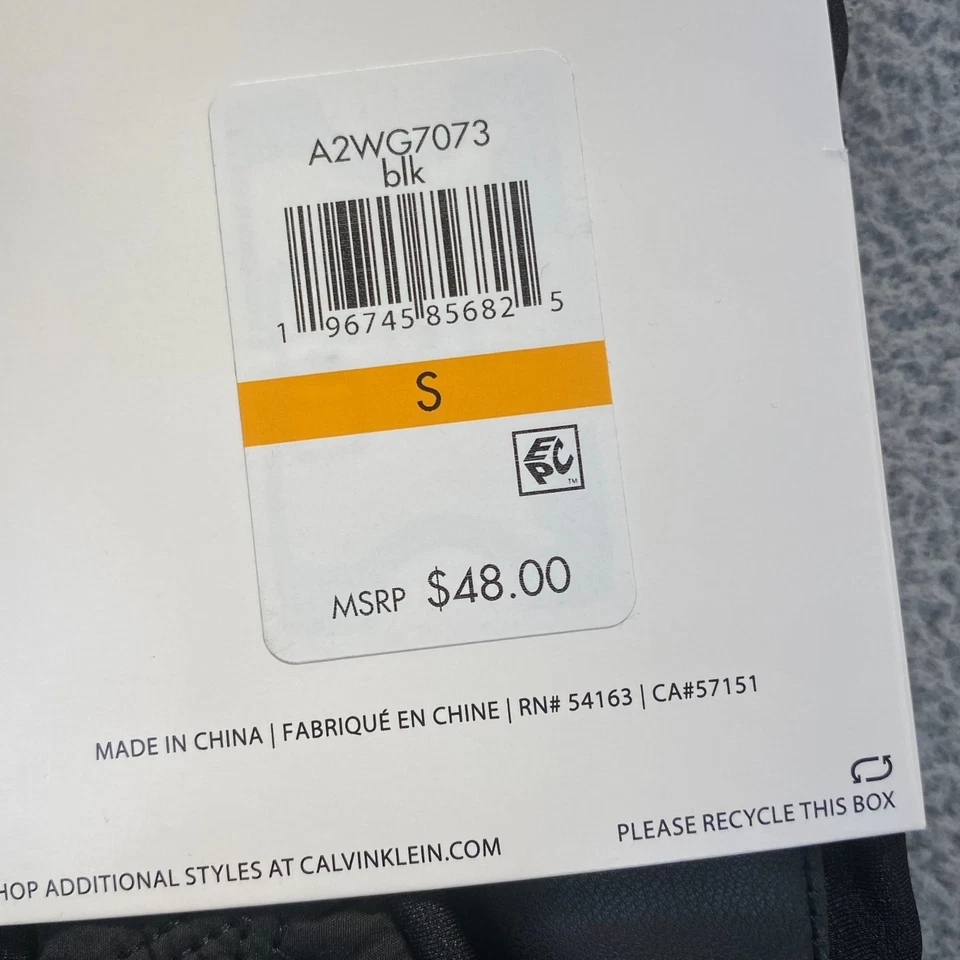 A2WG7073
blk
1 96745 85682 5
S
EPC
TM
MSRP $48.00
MADE IN CHINA | FABRIQUÉ EN CHINE | RN# 54163 | CA#57151
PLEASE RECYCLE THIS BOX
HOP ADDITIONAL STYLES AT CALVINKLEIN.COM